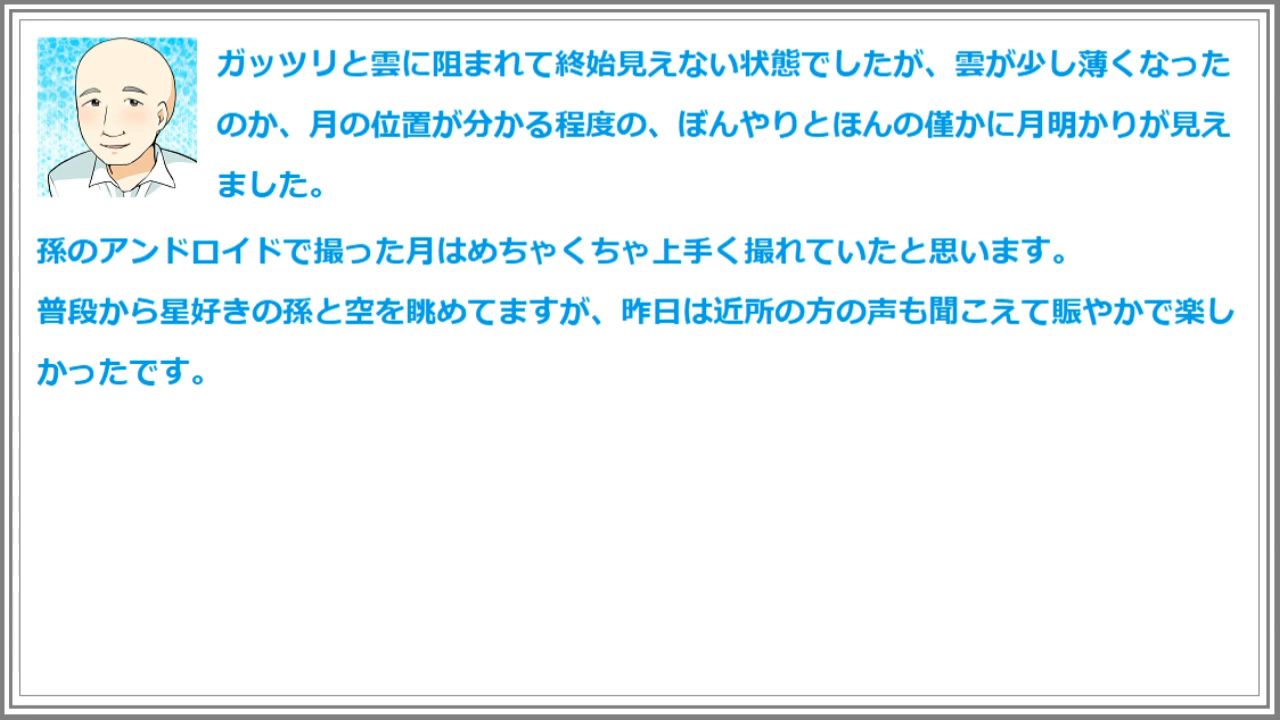 ガッツリと雲に阻まれて終始見えない状態でしたが、雲が少し薄くなった
のか、月の位置が分かる程度の、ぼんやりとほんの僅かに月明かりが見え
ました。
孫のアンドロイドで撮った月はめちゃくちゃ上手く撮れていたと思います。
普段から星好きの孫と空を眺めてますが、昨日は近所の方の声も聞こえて賑やかで楽し
かったです。